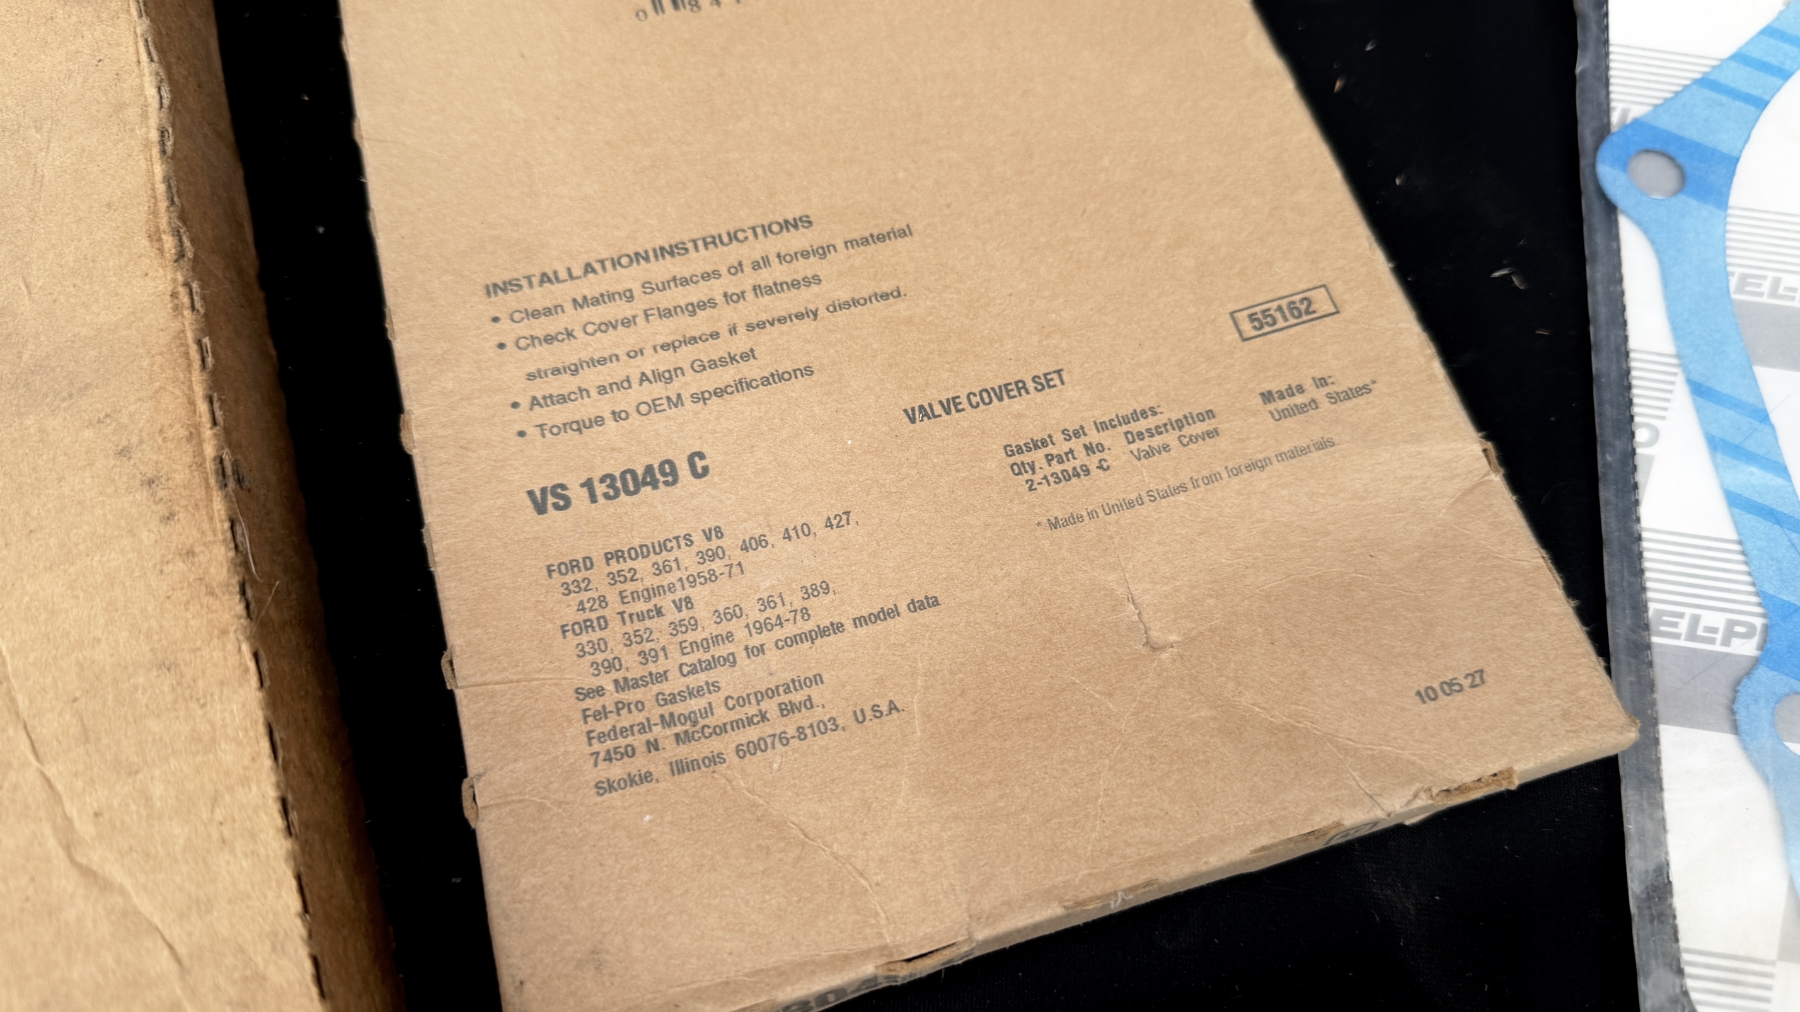 INSTALLATION INSTRUCTIONS
• Clean Mating Surfaces of all foreign material
• Check Cover Flanges for flatness
straighten or replace if severely distorted.
• Attach and Align Gasket
• Torque to OEM specifications
55162
VALVE COVER SET
Gasket Set Includes:
Qty. Part No. Description
2-13049 -C Valve Cover
Made In:
United States*
* Made in United States from foreign materials.
VS 13049 C
FORD PRODUCTS V8
332, 352, 361, 390, 406, 410, 427,
428 Engine1958-71
FORD Truck V8
330, 352, 359, 360, 361, 389,
390, 391 Engine 1964-78
See Master Catalog for complete model data
Fel-Pro Gaskets
Federal-Mogul Corporation
7450 N. McCormick Blvd.,
Skokie, Illinois 60076-8103, U.S.A.
10 05 27
EL-P